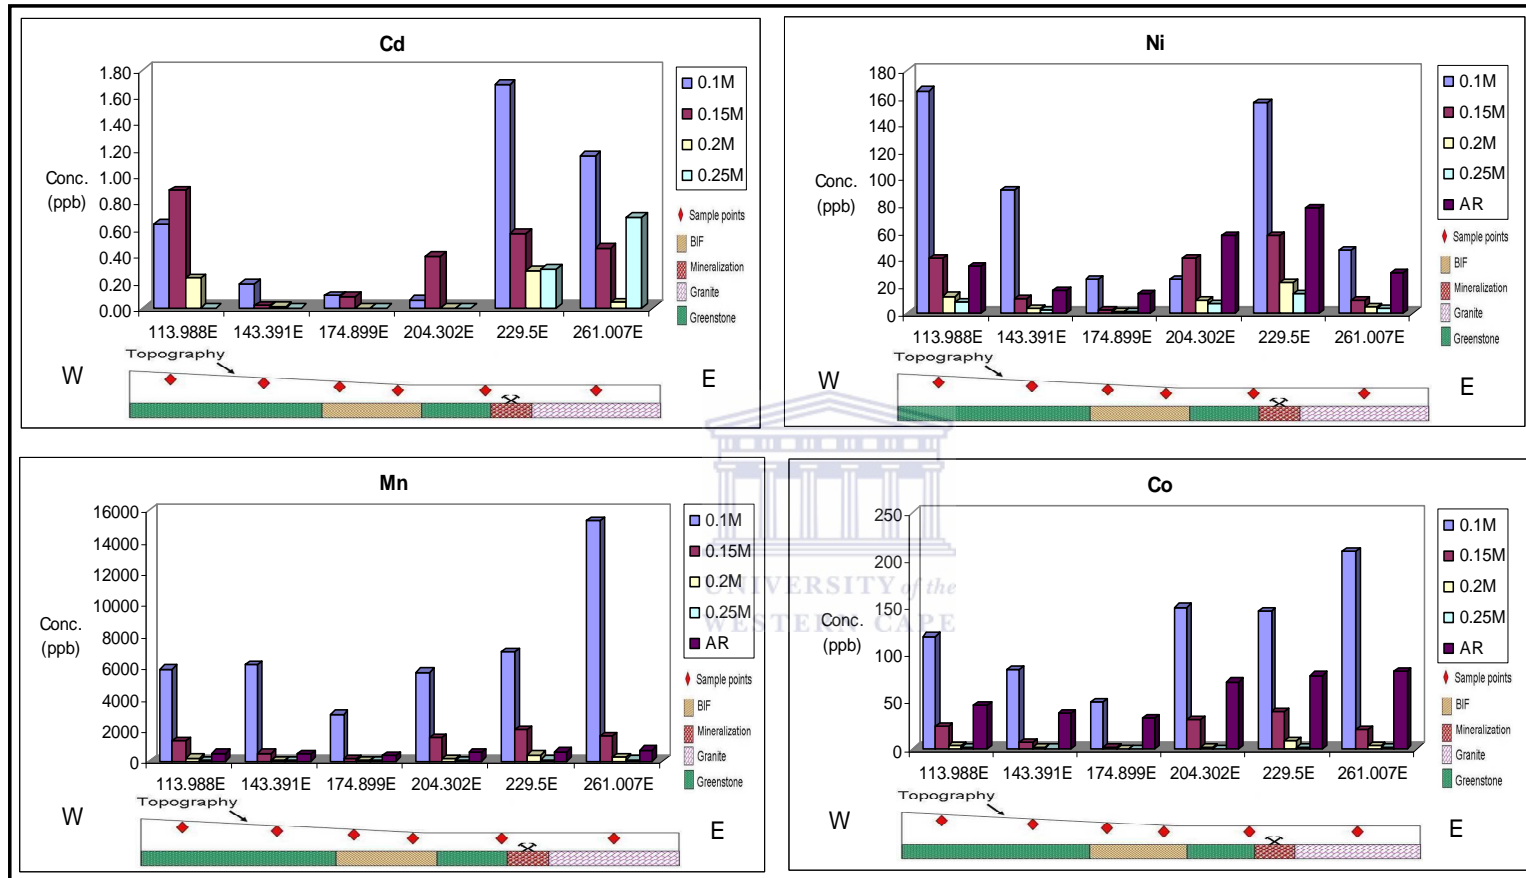 Cd
1.80
1.60
1.40
1.20
1.00
0.80
0.60
0.40
0.20
0.00
Conc.
(ppb)
113.988E 143.391E 174.899E 204.302E 229.5E 261.007E
0.1M
0.15M
0.2M
0.25M
Sample points
BIF
Mineralization
Granite
Greenstone
Topography
W
E
Ni
180
160
140
120
100
80
60
40
20
0
Conc.
(ppb)
113.988E 143.391E 174.899E 204.302E 229.5E 261.007E
0.1M
0.15M
0.2M
0.25M
AR
Sample points
BIF
Mineralization
Granite
Greenstone
Topography
W
E
Mn
16000
14000
12000
10000
8000
6000
4000
2000
0
Conc.
(ppb)
113.988E 143.391E 174.899E 204.302E 229.5E 261.007E
0.1M
0.15M
0.2M
0.25M
AR
Sample points
BIF
Mineralization
Granite
Greenstone
Topography
W
E
Co
250
200
150
100
50
0
Conc.
(ppb)
113.988E 143.391E 174.899E 204.302E 229.5E 261.007E
0.1M
0.15M
0.2M
0.25M
AR
Sample points
BIF
Mineralization
Granite
Greenstone
Topography
W
E
UNIVERSITY of the
WESTERN CAPE